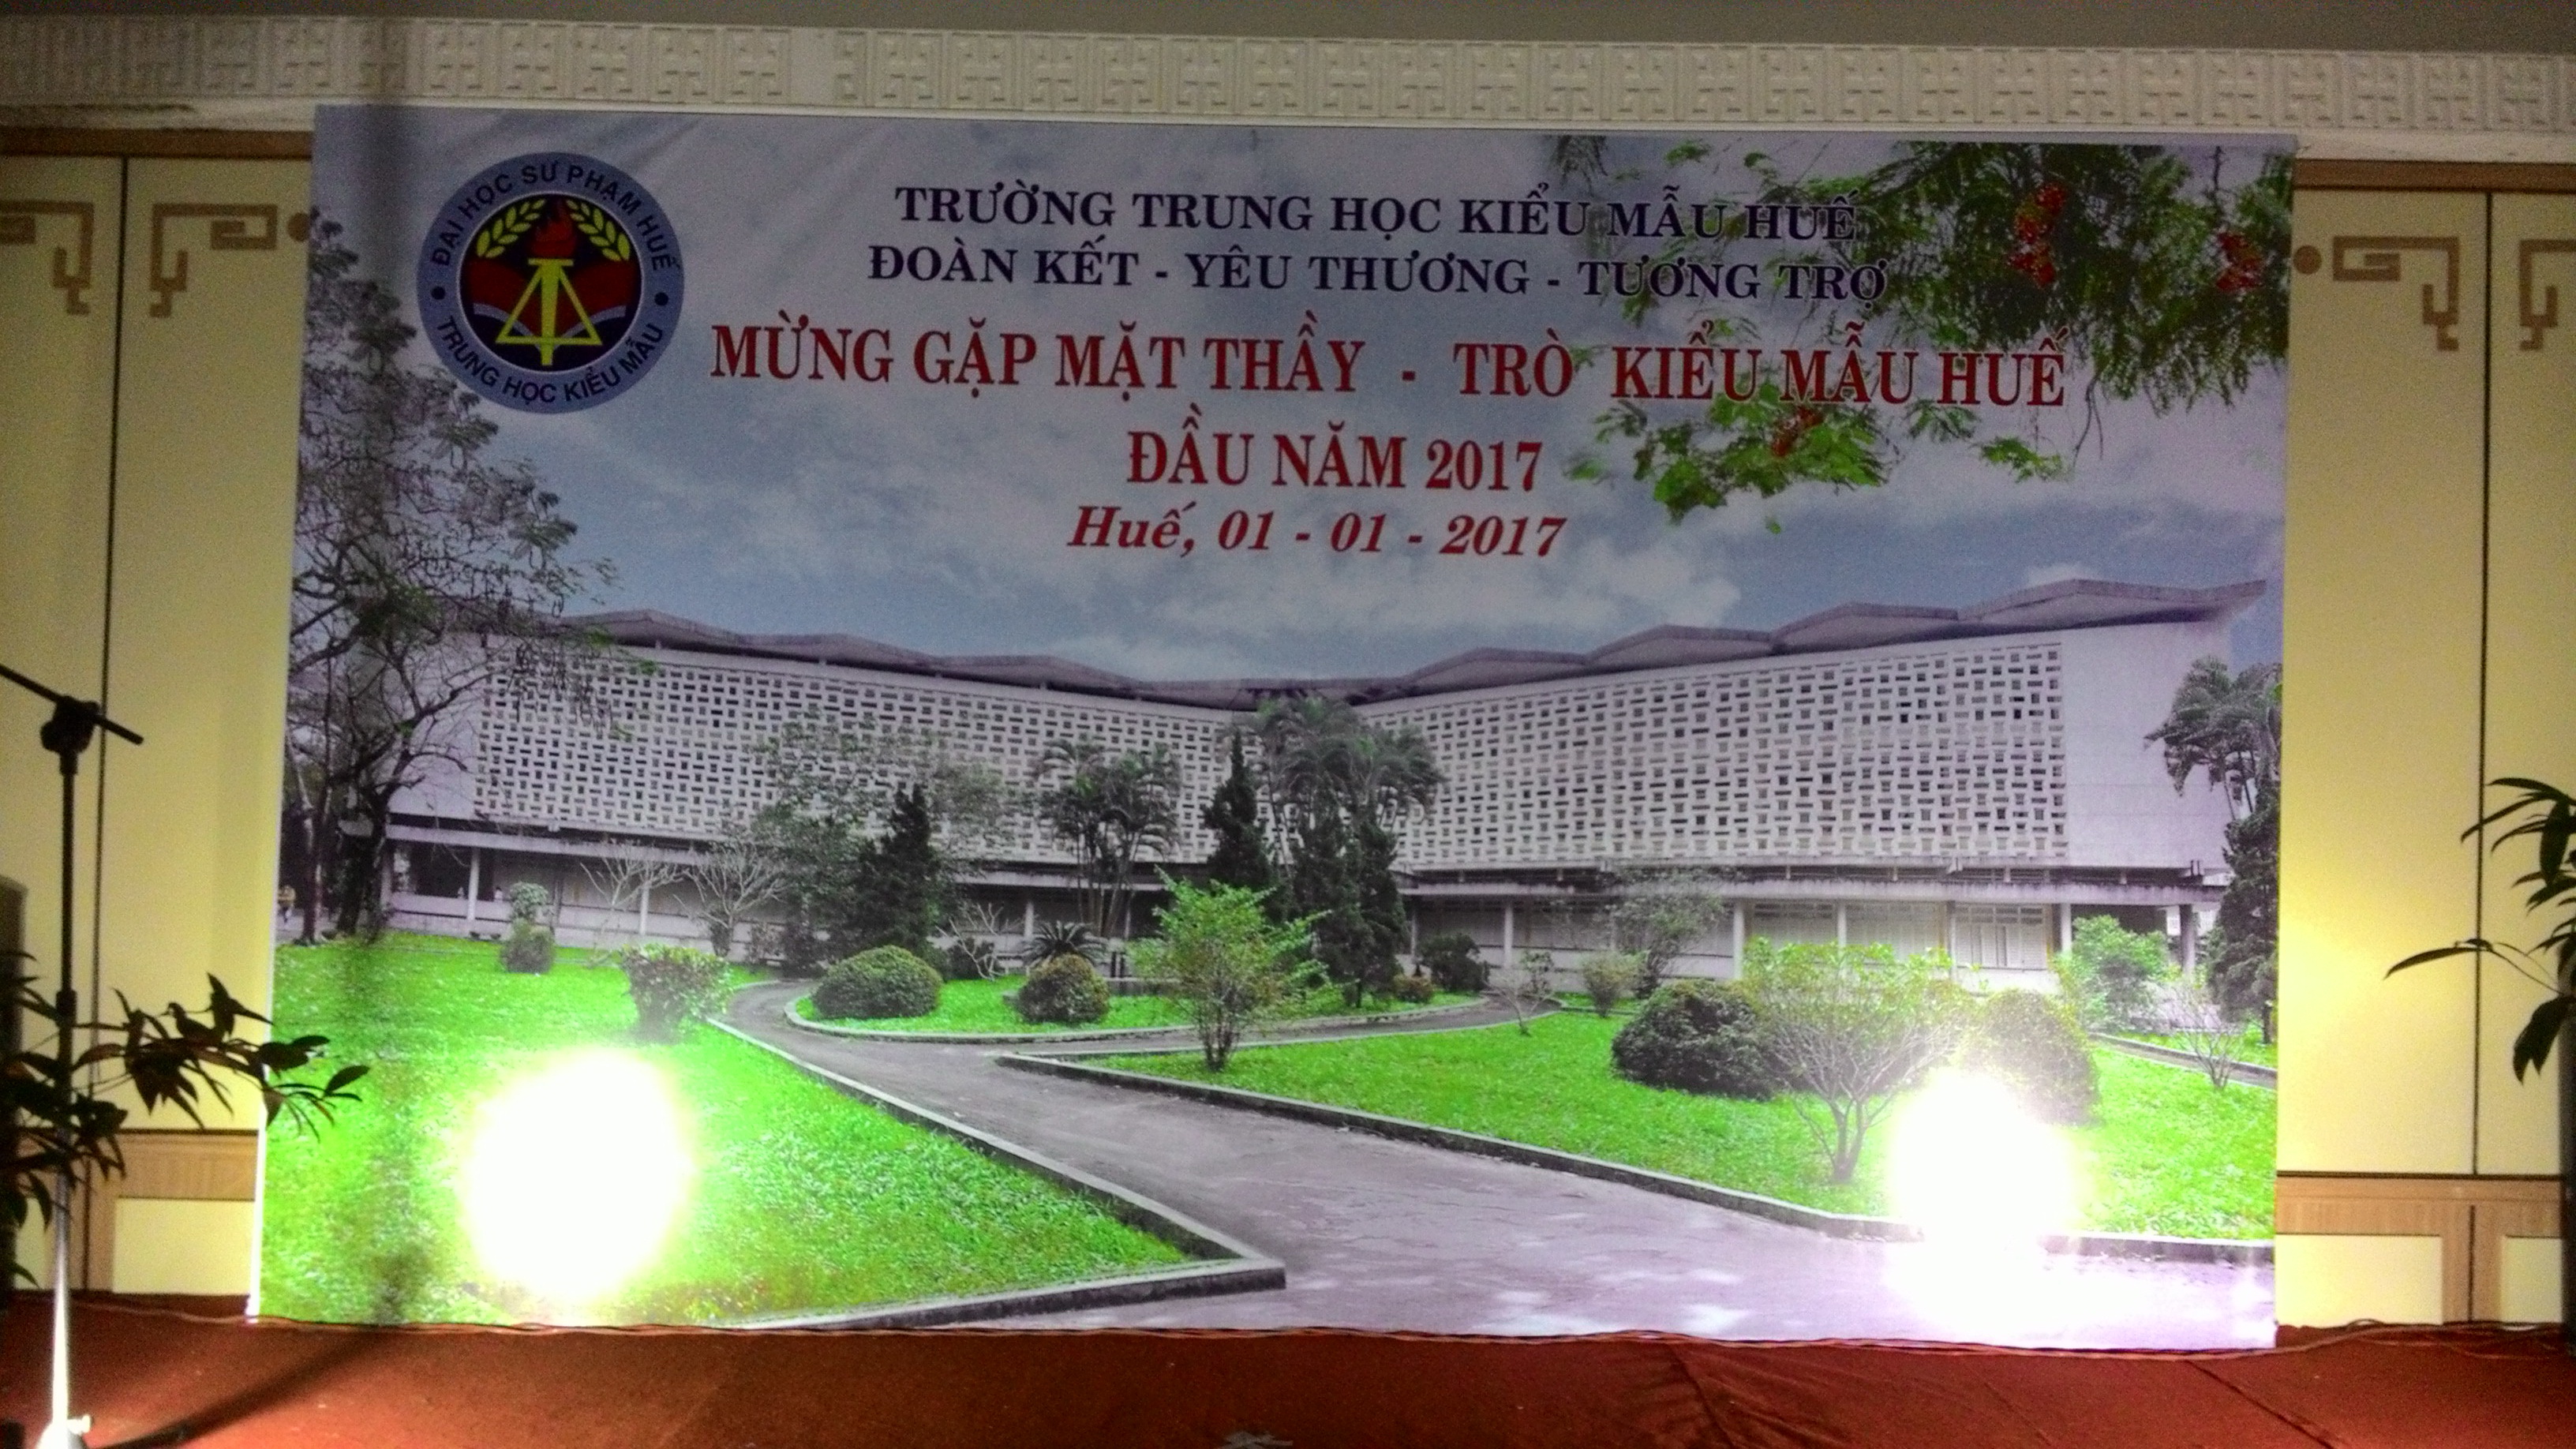 ĐẠI HỌC SƯ PHẠM HUẾ
TRUNG HỌC KIỂU MẪU
TRƯỜNG TRUNG HỌC KIỂU MẪU HUẾ
ĐOÀN KẾT - YÊU THƯƠNG - TƯƠNG TRỢ
MỪNG GẶP MẶT THẦY - TRÒ KIỂU MẪU HUẾ
ĐẦU NĂM 2017
Huế, 01 - 01 - 2017